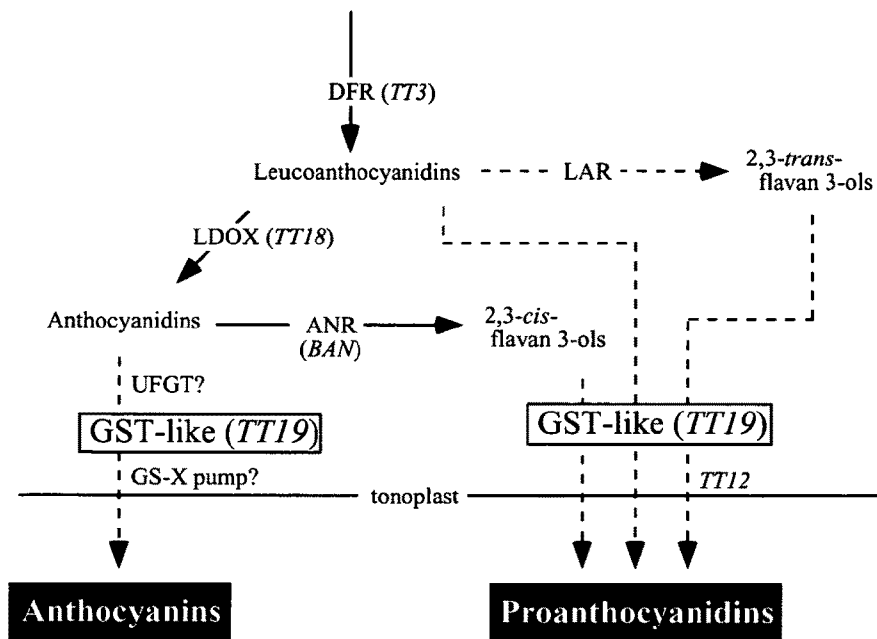 DFR (TT3)
Leucoanthocyanidins
LAR
2,3-trans-
flavan 3-ols
LDOX (TT18)
Anthocyanidins
ANR
(BAN)
2,3-cis-
flavan 3-ols
UFGT?
GST-like (TT19)
GST-like (TT19)
GS-X pump?
TT12
tonoplast
Anthocyanins
Proanthocyanidins